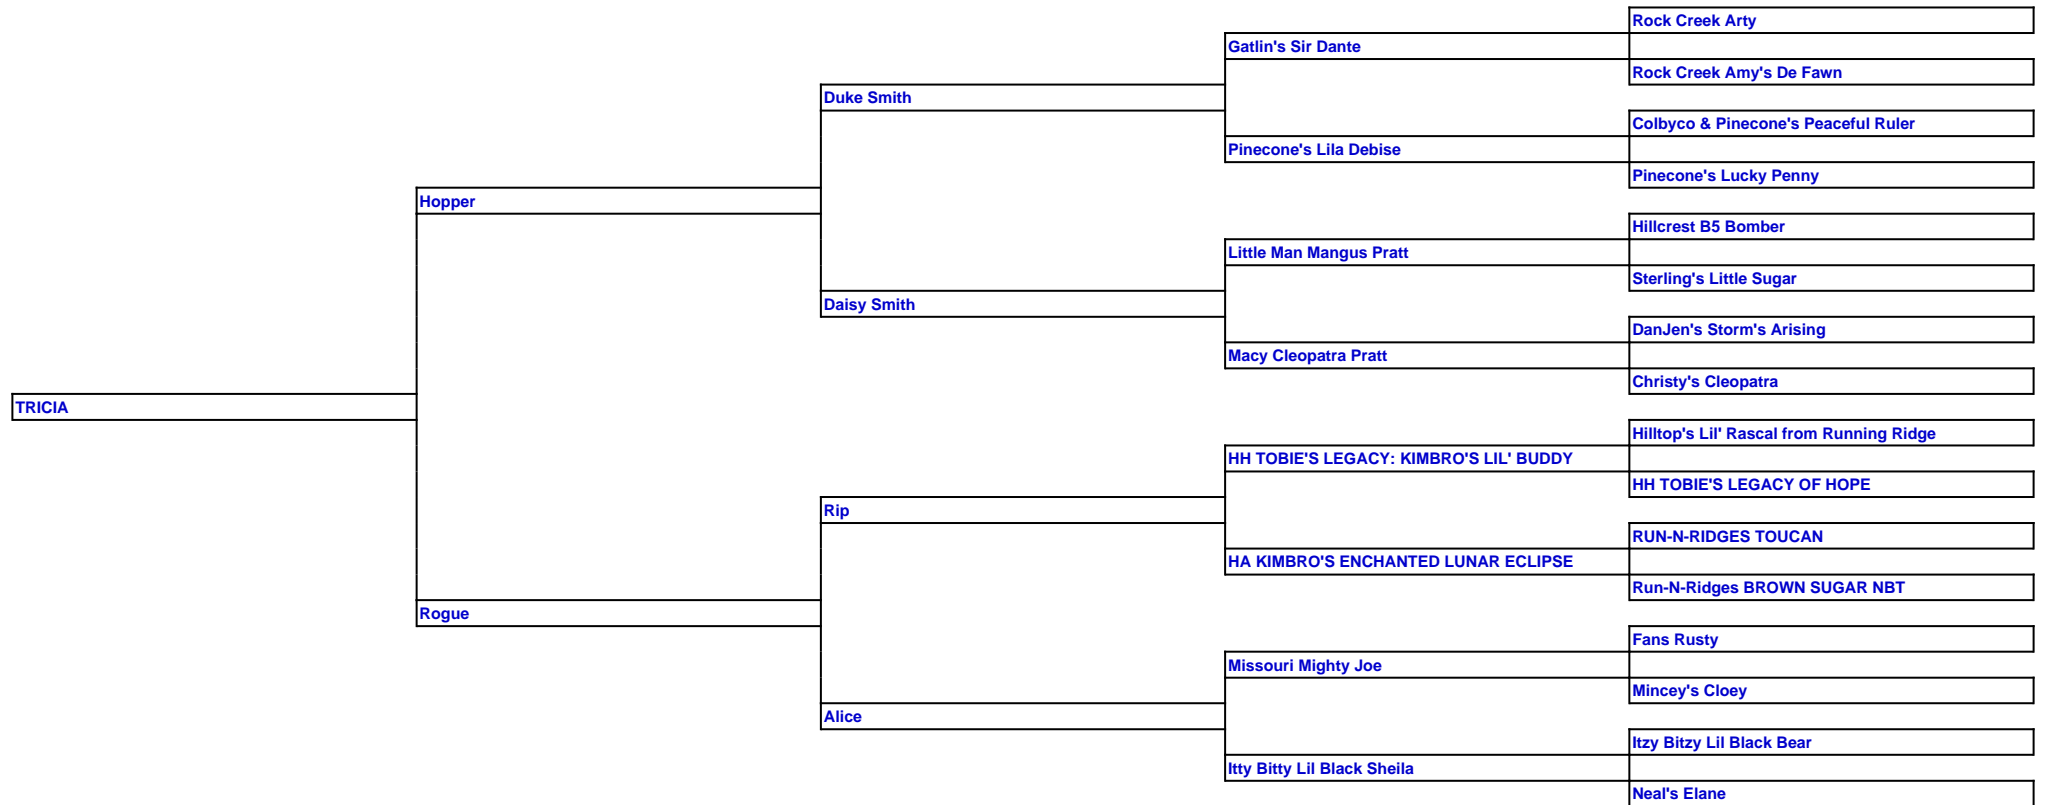 Rock Creek Arty
Gatlin's Sir Dante
Rock Creek Amy's De Fawn
Duke Smith
Colbyco & Pinecone's Peaceful Ruler
Pinecone's Lila Debise
Pinecone's Lucky Penny
Hopper
Hillcrest B5 Bomber
Little Man Mangus Pratt
Sterling's Little Sugar
Daisy Smith
DanJen's Storm's Arising
Macy Cleopatra Pratt
Christy's Cleopatra
TRICIA
Hilltop's Lil' Rascal from Running Ridge
HH TOBIE'S LEGACY: KIMBRO'S LIL' BUDDY
HH TOBIE'S LEGACY OF HOPE
Rip
RUN-N-RIDGES TOUCAN
HA KIMBRO'S ENCHANTED LUNAR ECLIPSE
Run-N-Ridges BROWN SUGAR NBT
Rogue
Fans Rusty
Missouri Mighty Joe
Mincey's Cloey
Alice
Itzy Bitzy Lil Black Bear
Itty Bitty Lil Black Sheila
Neal's Elane